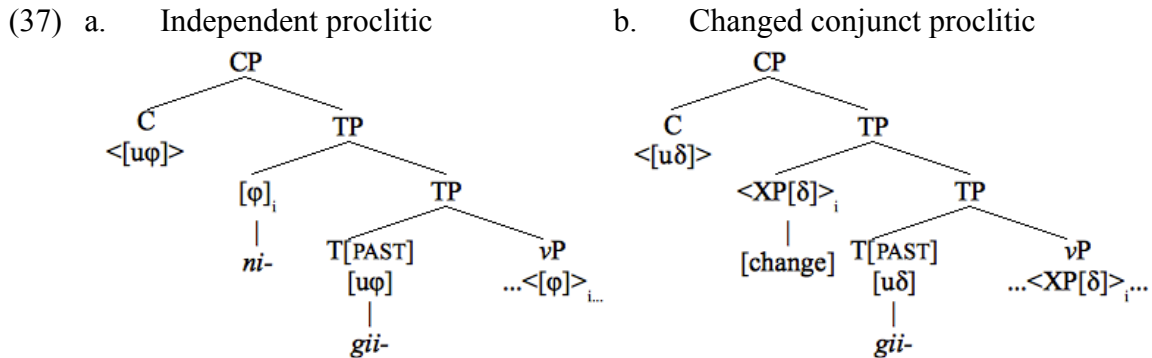 (37) a. Independent proclitic b. Changed conjunct proclitic
CP CP
C TP C TP
<[uφ]> <[uδ]>
[φ]i TP <XP[δ]>i TP
ni- T[PAST] vP [change] T[PAST] vP
[uφ] ...<[φ]>i... [uδ] ...<XP[δ]>i...
gii- gii-